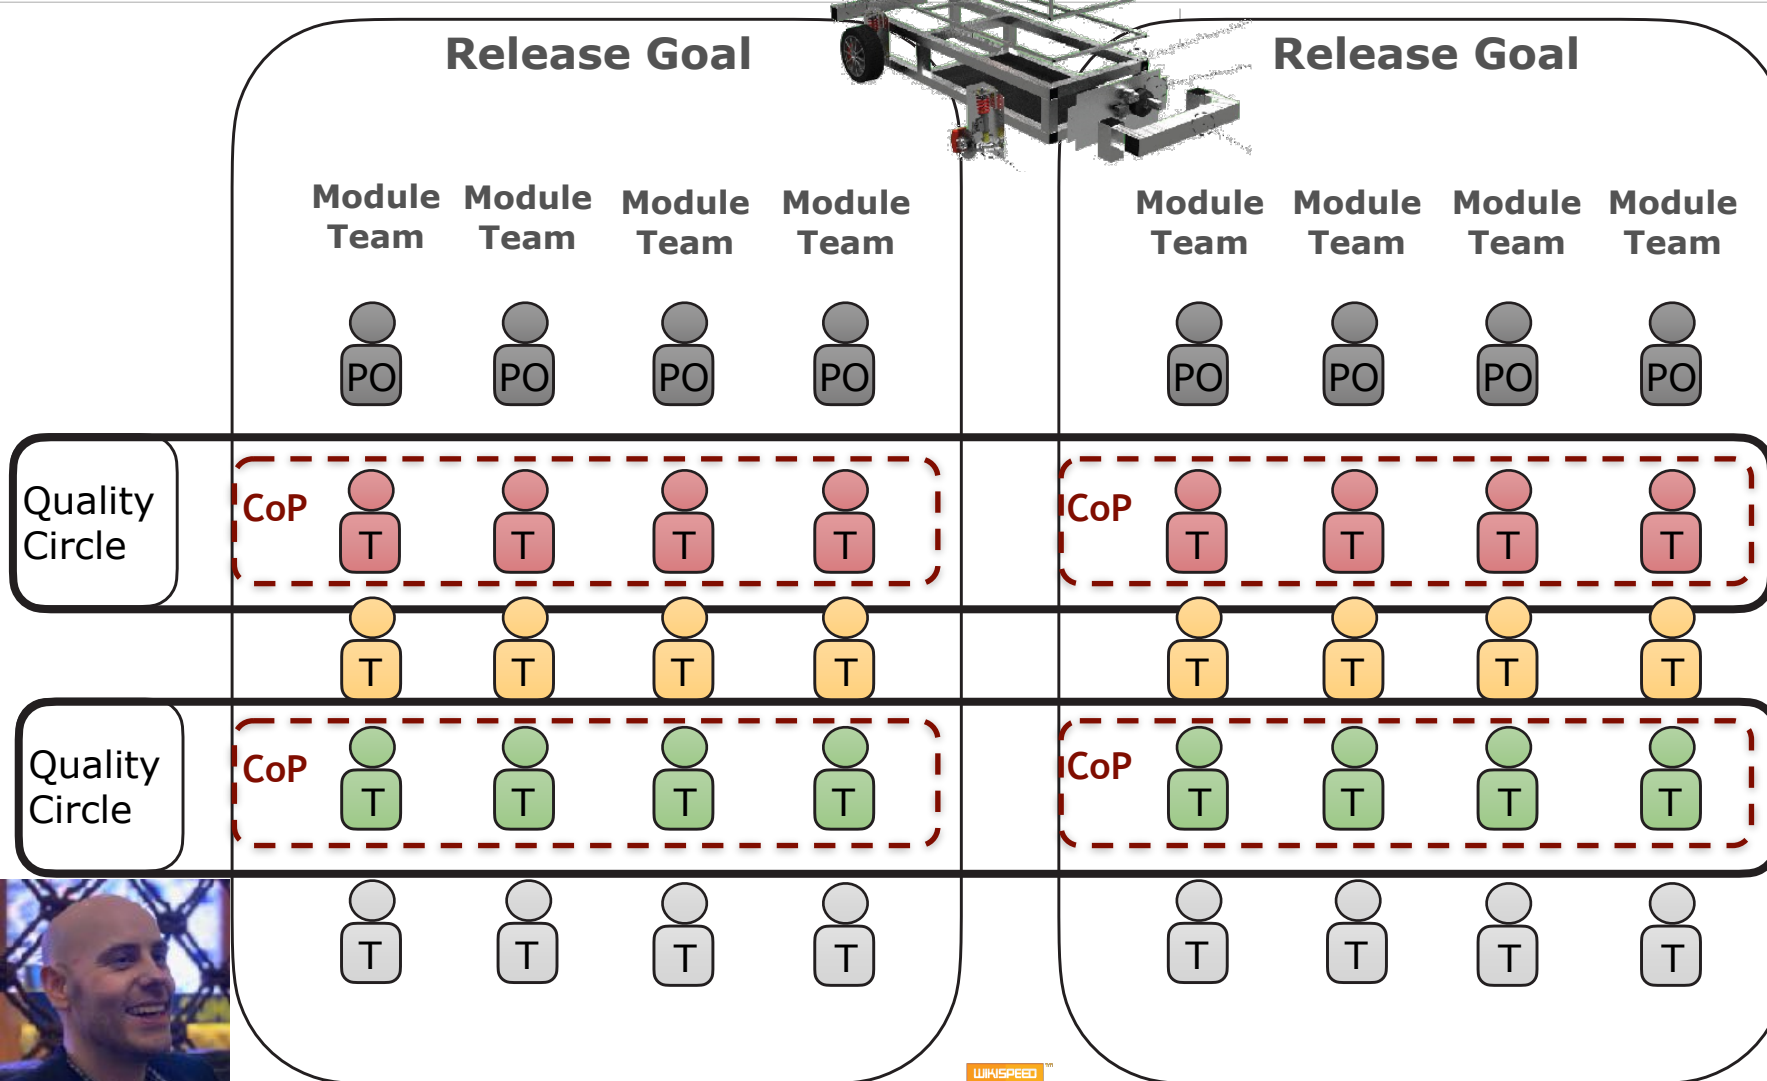 Release Goal
Release Goal
Module Team
Module Team
Module Team
Module Team
Module Team
Module Team
Module Team
Module Team
PO PO PO PO PO PO PO PO
Quality
Circle
CoP
T T T T
CoP
T T T T
T T T T T T T T
Quality
Circle
CoP
T T T T
CoP
T T T T
T T T T T T T T
WIKISPEED™